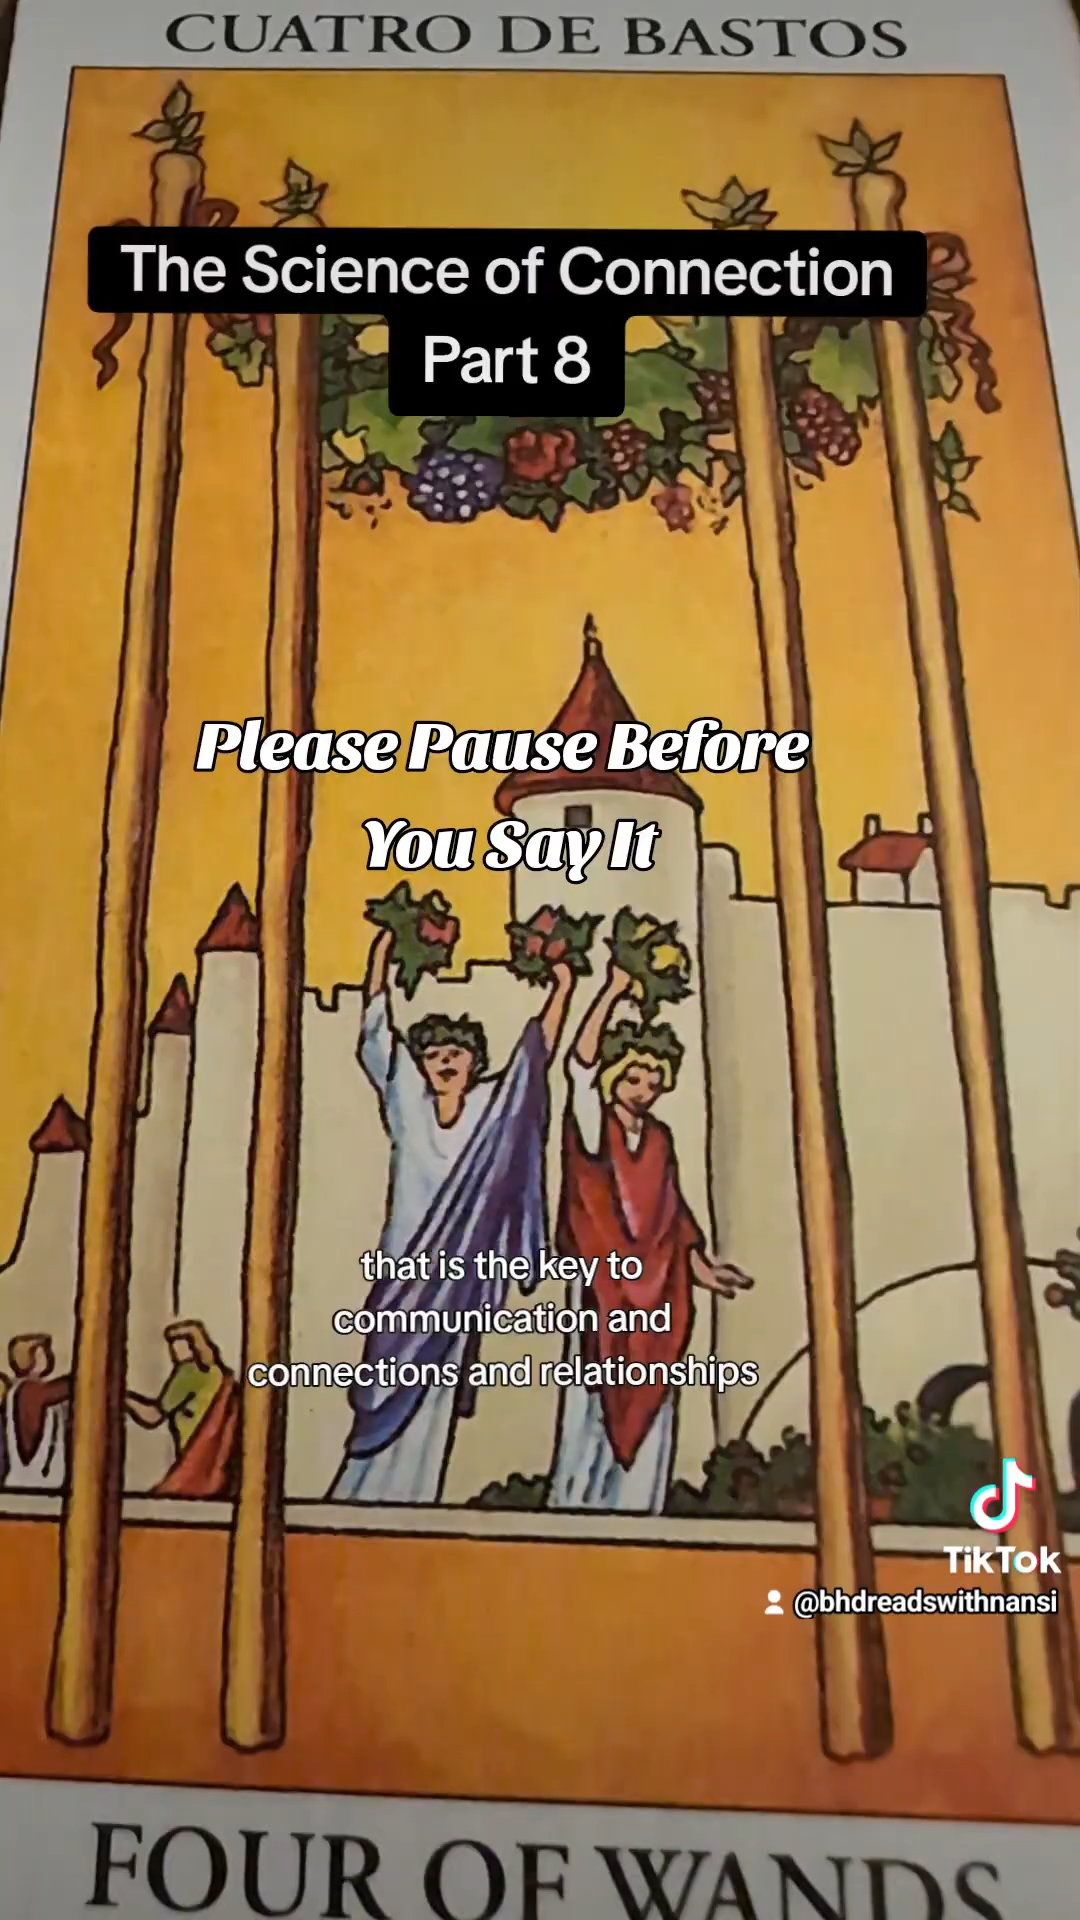 CUATRO DE BASTOS
The Science of Connection
Part 8
Please Pause Before
You Say It
that is the key to
communication and
connections and relationships
TikTok
@bhdreadswithnansi
FOUR OF WANDS